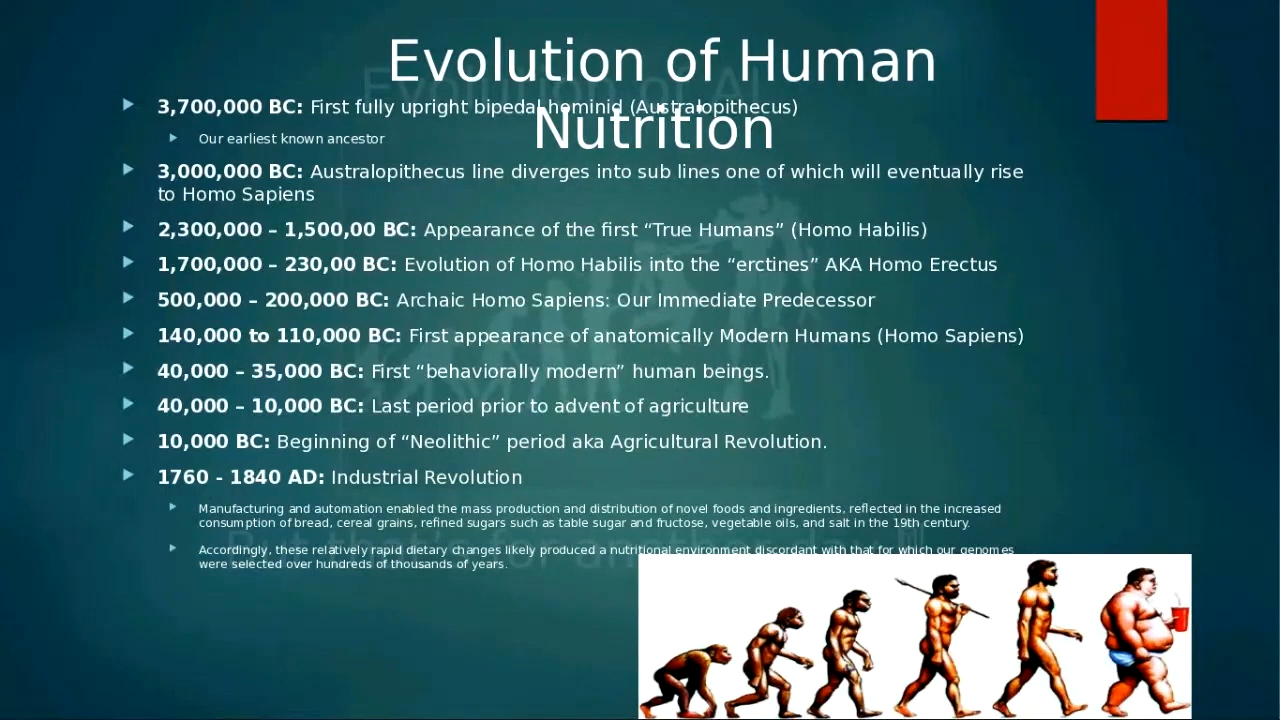 Evolution of Human
Nutrition
3,700,000 BC: First fully upright bipedal hominid (Australopithecus)
Our earliest known ancestor
3,000,000 BC: Australopithecus line diverges into sub lines one of which will eventually rise
to Homo Sapiens
2,300,000 – 1,500,00 BC: Appearance of the first “True Humans” (Homo Habilis)
1,700,000 – 230,00 BC: Evolution of Homo Habilis into the “erctines” AKA Homo Erectus
500,000 – 200,000 BC: Archaic Homo Sapiens: Our Immediate Predecessor
140,000 to 110,000 BC: First appearance of anatomically Modern Humans (Homo Sapiens)
40,000 – 35,000 BC: First “behaviorally modern” human beings.
40,000 – 10,000 BC: Last period prior to advent of agriculture
10,000 BC: Beginning of “Neolithic” period aka Agricultural Revolution.
1760 - 1840 AD: Industrial Revolution
Manufacturing and automation enabled the mass production and distribution of novel foods and ingredients, reflected in the increased
consumption of bread, cereal grains, refined sugars such as table sugar and fructose, vegetable oils, and salt in the 19th century.
Accordingly, these relatively rapid dietary changes likely produced a nutritional environment discordant with that for which our genomes
were selected over hundreds of thousands of years.